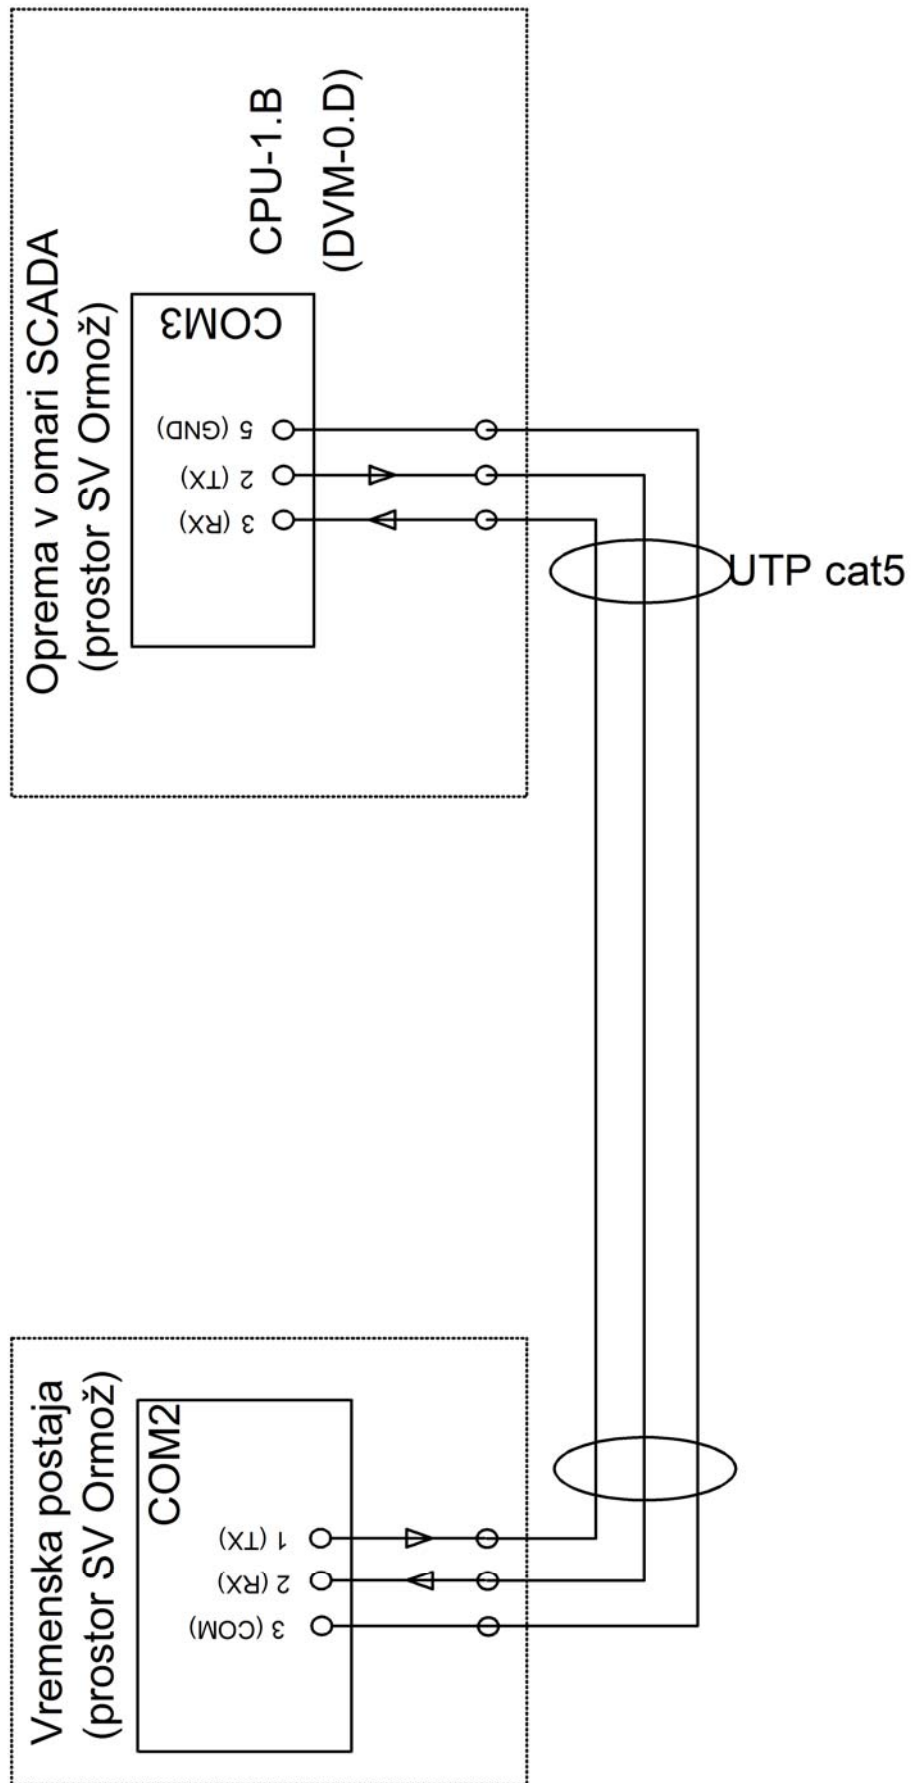 Oprema v omari SCADA
(prostor SV Ormož)
CPU-1.B
(DVM-0.D)
COM3
5 (GND)
2 (TX)
3 (RX)
UTP cat5
Vremenska postaja
(prostor SV Ormož)
COM2
1 (TX)
2 (RX)
3 (COM)